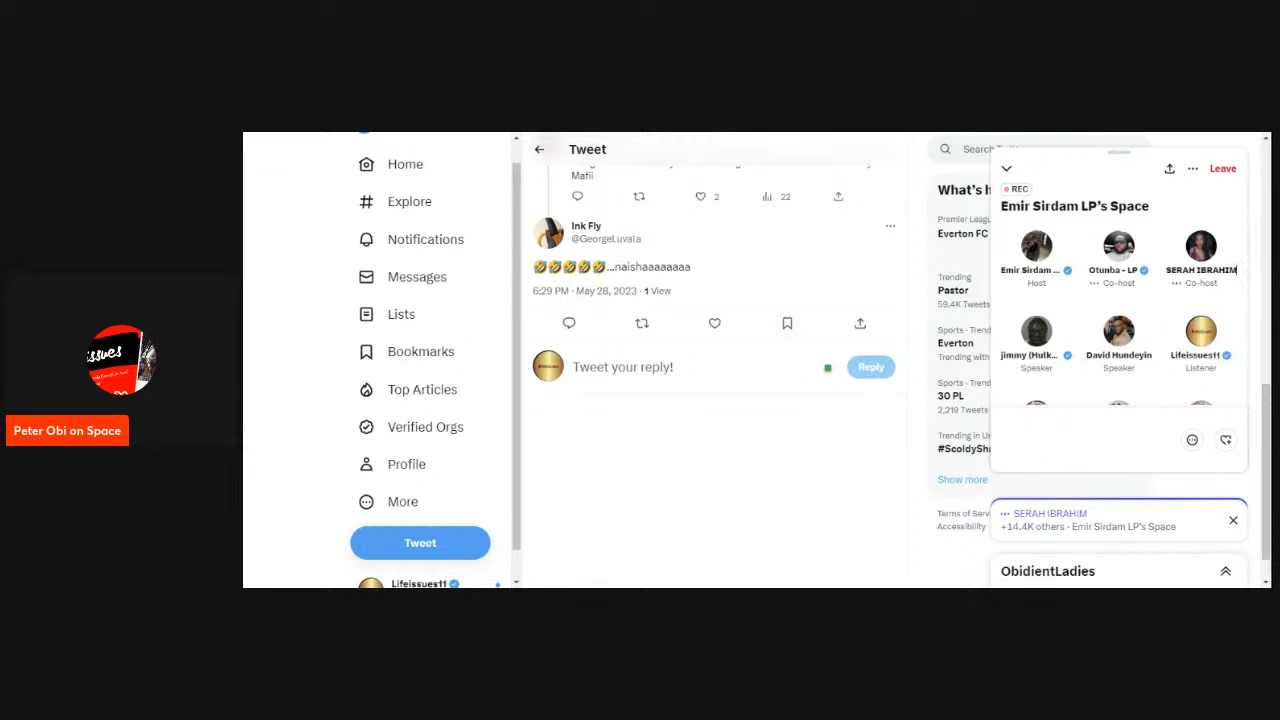 issues
Peter Obi on Space
Home
Explore
Notifications
Messages
Lists
Bookmarks
Top Articles
Verified Orgs
Profile
More
Tweet
Lifeissues11
Tweet
Mafii
2
22
Ink Fly
@GeorgeLuvala
🤣🤣🤣🤣🤣...naishaaaaaaaa
6:29 PM · May 28, 2023 · 1 View
Tweet your reply!
Reply
Search
What's h
Premier Leagu
Everton FC
Trending
Pastor
59.4K Tweets
Sports · Trend
Everton
Trending with
Sports · Trend
30 PL
2,219 Tweets
Trending in
#ScoldySha
Show more
Terms of Servi
Accessibility
Leave
REC
Emir Sirdam LP's Space
Emir Sirdam ...
Host
Otunba - LP
Co-host
SERAH IBRAHIM
Co-host
jimmy (Hulk...
Speaker
David Hundeyin
Speaker
Lifeissues11
Listener
SERAH IBRAHIM
+14.4K others · Emir Sirdam LP's Space
ObidientLadies